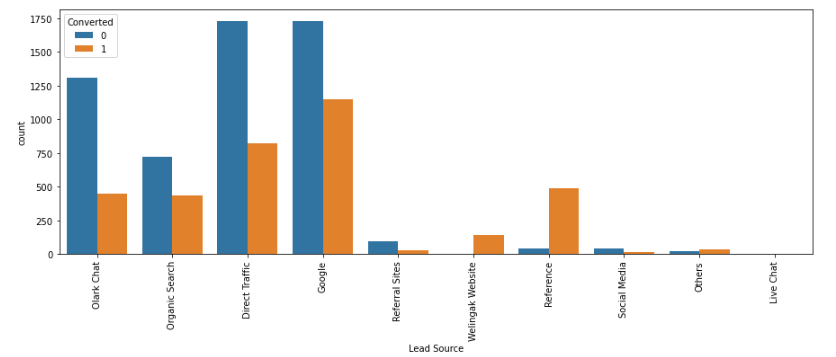 Converted
0
1
1750
1500
1250
1000
750
500
250
0
count
Olark Chat
Organic Search
Direct Traffic
Google
Referral Sites
Welingak Website
Reference
Social Media
Others
Live Chat
Lead Source